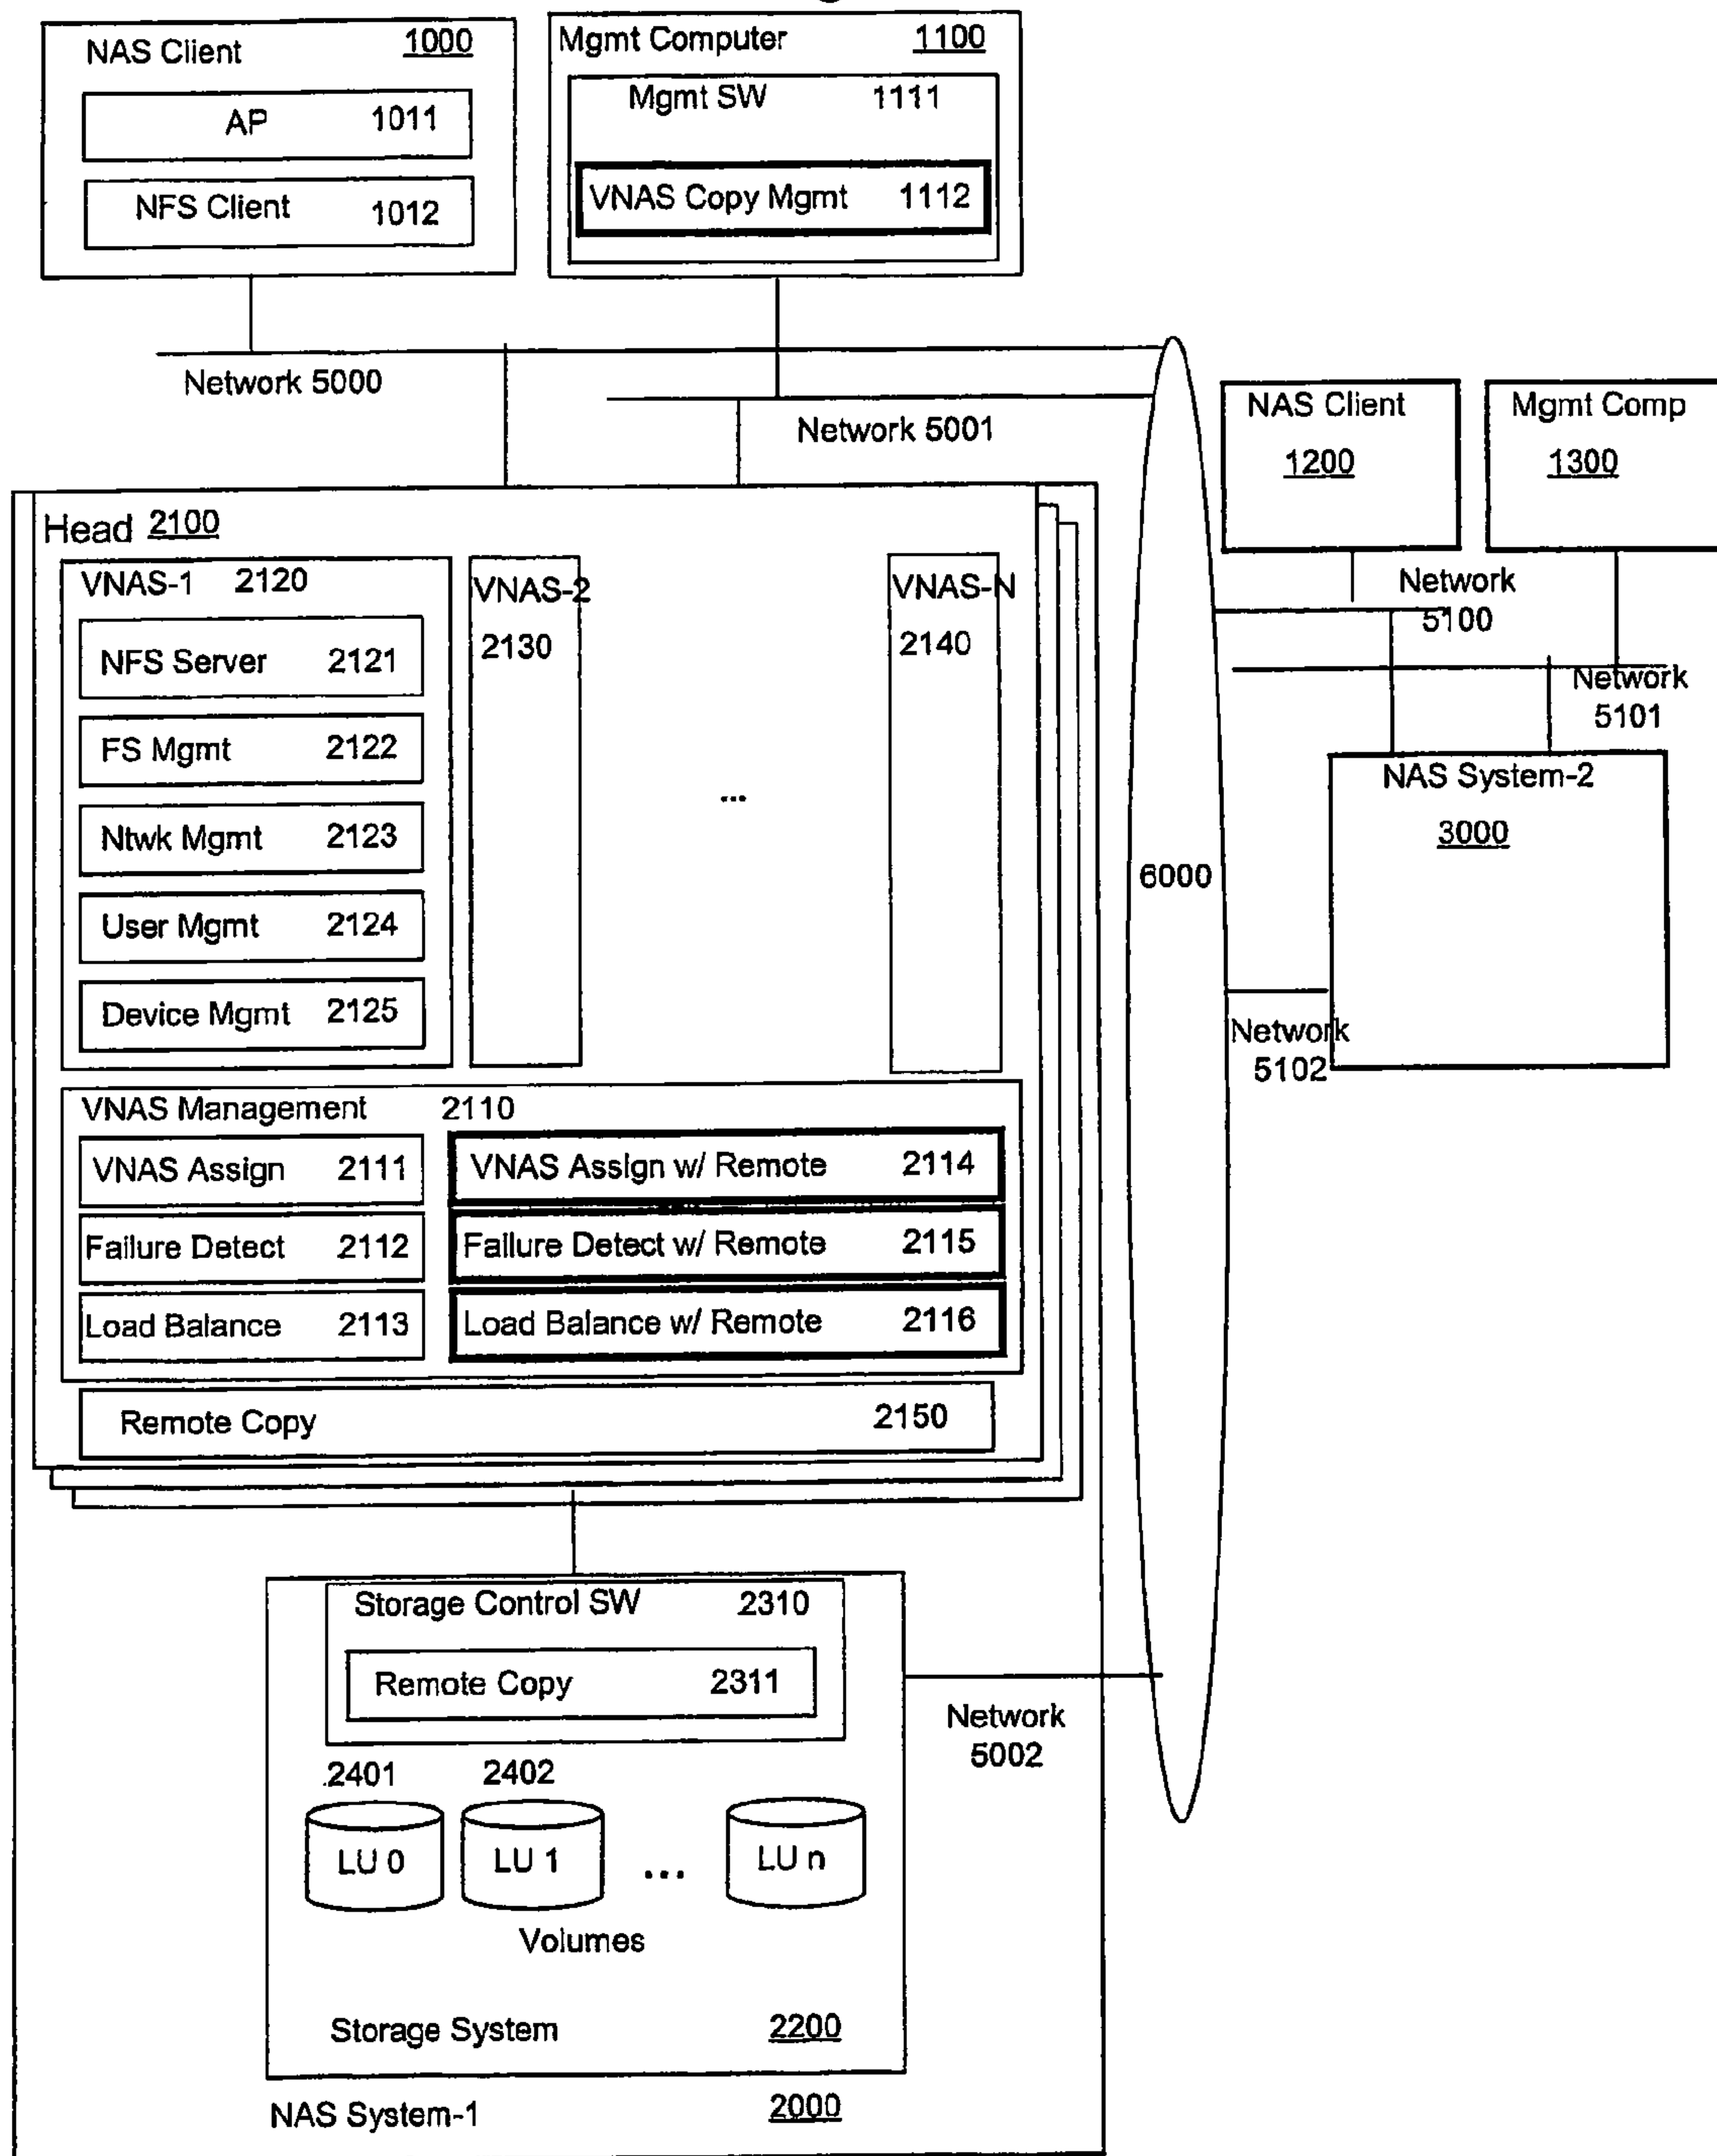 NAS Client 1000
AP 1011
NFS Client 1012
Mgmt Computer 1100
Mgmt SW 1111
VNAS Copy Mgmt 1112
Network 5000
Network 5001
NAS Client
1200
Mgmt Comp
1300
Network
5100
Network
5101
NAS System-2
3000
6000
Network
5102
Head 2100
VNAS-1 2120
NFS Server 2121
FS Mgmt 2122
Ntwk Mgmt 2123
User Mgmt 2124
Device Mgmt 2125
VNAS-2
2130
...
VNAS-N
2140
VNAS Management 2110
VNAS Assign 2111
VNAS Assign w/ Remote 2114
Failure Detect 2112
Failure Detect w/ Remote 2115
Load Balance 2113
Load Balance w/ Remote 2116
Remote Copy 2150
Storage Control SW 2310
Remote Copy 2311
Network
5002
2401 2402
LU 0 LU 1 ... LU n
Volumes
Storage System 2200
NAS System-1 2000